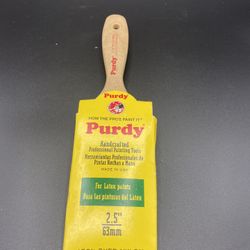 Purdy
HOW THE PROS PAINT IT
Purdy
Handcrafted
Professional Painting Tools
Herramientas Profesionales de
Pintar Hechas a Mano
MADE IN USA
For Latex paints
Para las pinturas del Latex
2.5"
63mm